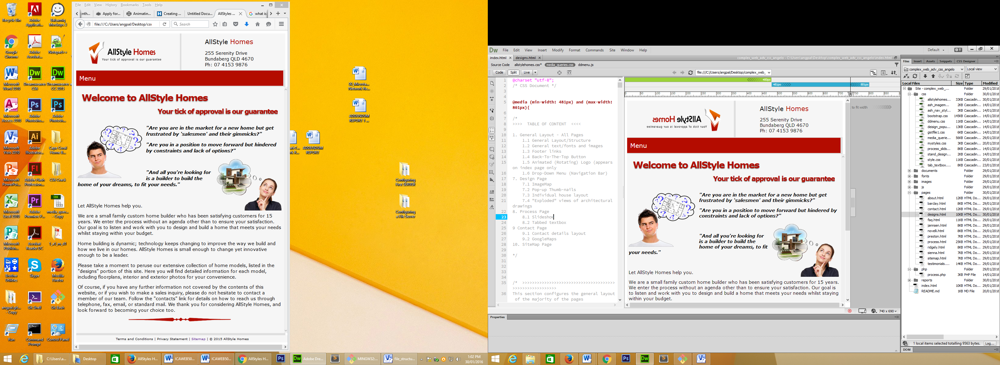 Recycle Bin
Adobe Applicati...
Balsamiq Mockups 3
Google Chrome
Adobe Acrobat...
Notepad++
Microsoft Word 2010
Dreamweaver CS6
Dreamweaver CC 2015
Microsoft Access 2010
Adobe Photosho...
Adobe Photosh...
Microsoft Visio 2010
Adobe Illustrator...
Cape Coral Home B...
Microsoft PowerPoi...
Adobe Flash Profession...
CS6 Crack
Microsoft Excel 2010
Adobe Premiere P...
media_quer... - Copy
Microsoft Publish...
Acrobat Reader DC
1_a1_m_d1
Brother Utilities
Skype
Mozilla Firefox
angpal.git... - Copy
Git Shell
Git Bash
Run
Command Prompt
Control Panel
File Edit View History Bookmarks Tools Help
:nth...
Apply for...
Animatin...
Creating ...
Untitled Docu...
AllStyles ...
what is
file:///C:/Users/angpal/Desktop/co
Search
AllStyle Homes
Your tick of approval is our guarantee
AllStyle Homes
255 Serenity Drive
Bundaberg QLD 4670
Ph: 07 4153 9876
Menu
Welcome to AllStyle Homes
Your tick of approval is our guarantee
"Are you are in the market for a new home but get
frustrated by 'salesmen' and their gimmicks?"
"Are you in a position to move forward but hindered
by constraints and lack of options?"
"And all you're looking for
is a builder to build the
home of your dreams, to fit your needs."
Let AllStyle Homes help you.
We are a small family custom home builder who has been satisfying customers for 15
years. We enter the process without an agenda other than to ensure your satisfaction.
Our goal is to listen and work with you to design and build a home that meets your needs
whilst staying within your budget.
Home building is dynamic; technology keeps changing to improve the way we build and
how we live in our homes. AllStyle Homes is small enough to change yet innovative
enough to be a leader.
Please take a moment to peruse our extensive collection of home models, listed in the
"designs" portion of this site. Here you will find detailed information for each model,
including floorplans, interior and exterior photos for your convenience.
Of course, if you have any further information not covered by the contents of this
website, or if you wish to make a sales inquiry, please do not hesitate to contact a
member of our team. Follow the "contacts" link for details on how to reach us through
telephone, fax, email, or standard mail. We thank you for considering AllStyle Homes, and
look forward to becoming your choice too.
Terms and Conditions | Privacy Statement | Sitemap | © 2015 AllStyle Homes
00_Microta... Network Re...
ADDENDUM REPORT 1 ...
ADDENDUM REPORT
Configuring First SERVER
Configuring a File Server
C:\Users\a...
Desktop
AllStyles H...
ICAWEB50...
ICAWEB50...
AllStyles H...
Adobe Dre...
MINGW32:...
file_structu...
1:02 PM
30/01/2016
Dw File Edit View Insert Modify Format Commands Site Window Help
Default
index.html
designs.html
complex_web_adv_css_angelo - C:\Users\angpal\Desktop\complex_web_adv_css_angelo\index.html
Source Code allstylehomes.css* media_queries.css ddmenu.js
Code Split Live
file:///C|/Users/angpal/Desktop/complex_web_
1 @charset "utf-8";
2 /* CSS Document */
3
4
5 @media (min-width: 481px) and (max-width:
801px){
6
7 /*
8 >>>> TABLE OF CONTENT <<<<
9
10 1. General Layout - All Pages
11 1.1 General Layout/Structure
12 1.2 General text/fonts and images
13 1.3 Footer links
14 1.4 Back-To-The-Top Button
15 1.5 Animated (Rotating) Logo (appears
on index page only
16 1.6 Drop-Down Menu (Navigation Bar)
17 7. Design Page
18 7.1 ImageMap
19 7.2 Pop-up Thumb-nails
20 7.3 Individual house layout
21 7.4 "Exploded" views of architectural
drawings
22 8. Process Page
23 8.1 Slideshow
24 8.2 Tabbed textbox
25 9 Contact Page
26 9.1 Contact details layout
27 9.2 GoogleMaps
28 10. SiteMap Page
29
30 */
31
32
33
34
35 /* >>>>>>>>>>>>>>>>>>>>>>>>>>>>>>>>>>>>>>
>>>>>>>>>>>>>>>>>>
36 This section configures the general layout
of the majority of the pages
480px
481px
801px
0 50 100 150 200 250 300 350 400 450 500 550 600 650 700 750 800 850
to fit width
AllStyle Homes
Your tick of approval is our guarantee
AllStyle Homes
255 Serenity Drive
Bundaberg QLD 4670
Ph: 07 4153 9876
Menu
Welcome to AllStyle Homes
Your tick of approval is our guarantee
"Are you are in the market for a new home but get
frustrated by 'salesmen' and their gimmicks?"
"Are you in a position to move forward but hindered by
constraints and lack of options?"
"And all you're looking for
is a builder to build the
home of your dreams, to fit
your needs."
Let AllStyle Homes help you.
We are a small family custom home builder who has been satisfying customers for 15 years.
We enter the process without an agenda other than to ensure your satisfaction. Our goal is
to listen and work with you to design and build a home that meets your needs whilst staying
within your budget.
740 x 690
Properties
Files Insert Assets Snippets CSS Designer
complex_web_adv_css_angelo
Local view
Local Files Size Type Modified
Site - complex_web_... Folder 29/01/2016
css Folder 30/01/2016
allstylehomes... 33KB Cascadin... 30/01/2016
ash_imagem... 2KB Cascadin... 14/01/2016
ash_nav_styl... 3KB Cascadin... 14/01/2016
bootstrap.css 145KB Cascadin... 14/01/2016
ddmenu.css 13KB Cascadin... 14/01/2016
deisign_popu... 1KB Cascadin... 14/01/2016
gistfile1.css 6KB Cascadin... 14/01/2016
media_querie... 56KB Cascadin... 29/01/2016
mystyles.css 3KB Cascadin... 20/01/2016
process_slids... 8KB Cascadin... 14/01/2016
stand_design... 2KB Cascadin... 14/01/2016
style.css 11KB Cascadin... 20/01/2016
tab_textbox.... 8KB Cascadin... 23/01/2016
documents Folder 29/01/2016
fonts Folder 29/01/2016
images Folder 29/01/2016
js Folder 29/01/2016
pages Folder 30/01/2016
about.html 12KB HTML Do... 29/01/2016
barclay.html 8KB HTML Do... 29/01/2016
contact.html 12KB HTML Do... 29/01/2016
designs.html 10KB HTML Do... 30/01/2016
faq.html 11KB HTML Do... 29/01/2016
jannsen.html 8KB HTML Do... 29/01/2016
novelli.html 8KB HTML Do... 29/01/2016
preston.html 7KB HTML Do... 29/01/2016
process.html 25KB HTML Do... 29/01/2016
ridgely.html 8KB HTML Do... 29/01/2016
sienna.html 7KB HTML Do... 29/01/2016
sitemap.html 7KB HTML Do... 29/01/2016
testimonials.... 14KB HTML Do... 29/01/2016
php Folder 29/01/2016
process.php 3KB PHP File 14/01/2016
reports Folder 30/01/2016
index.html 10KB HTML Do... 29/01/2016
README.md 1KB MD File 20/01/2016
1 local items selected totalling 9563 bytes.
Log...
DOM